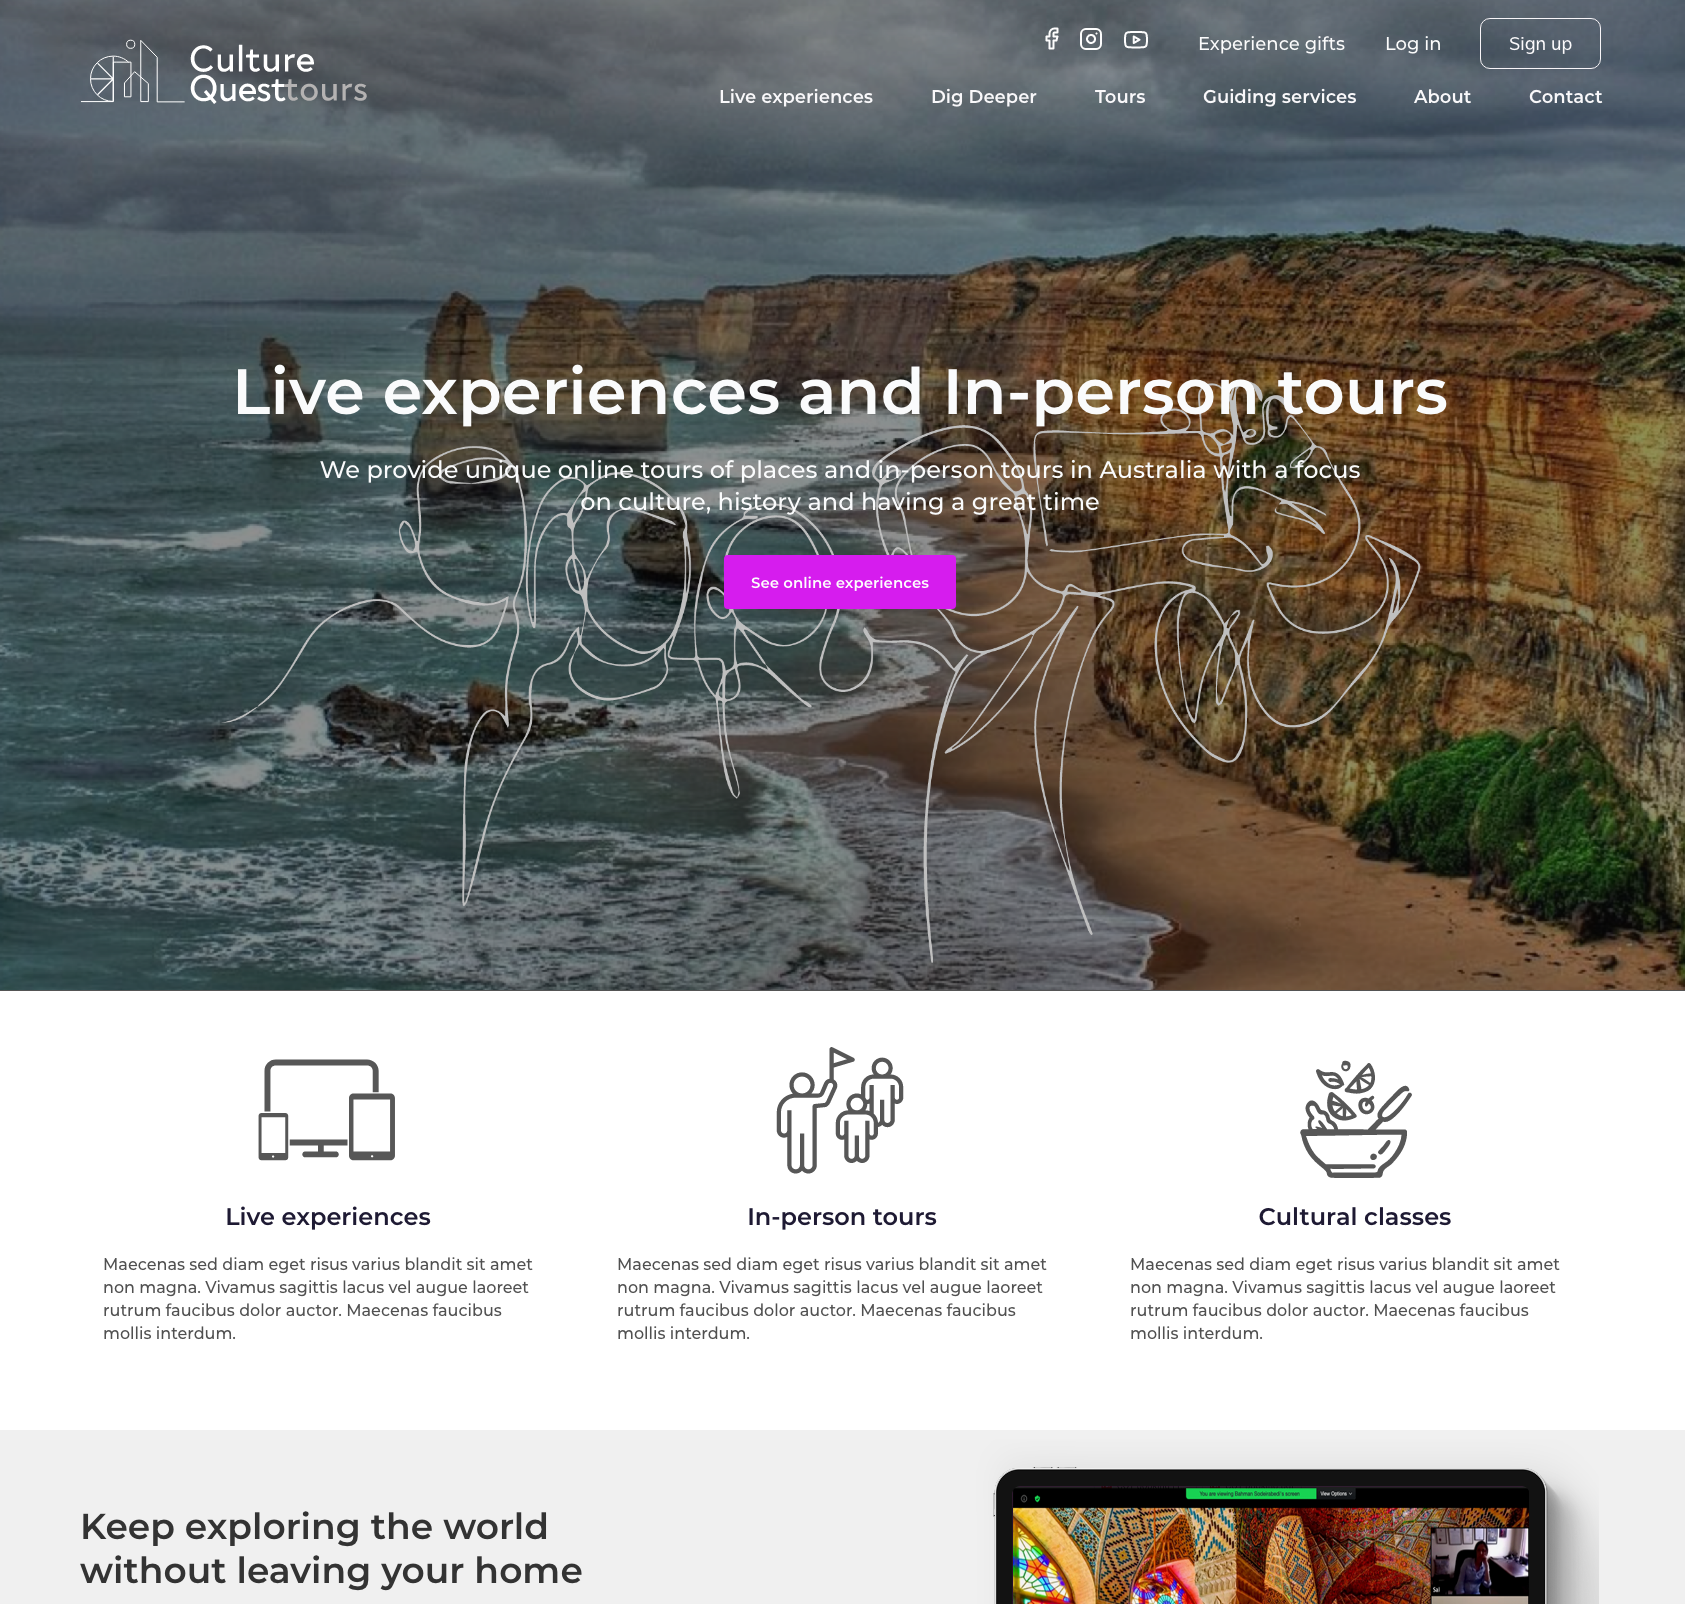 Culture
Questtours
Experience gifts
Log in
Sign up
Live experiences
Dig Deeper
Tours
Guiding services
About
Contact
Live experiences and In-person tours
We provide unique online tours of places and in-person tours in Australia with a focus
on culture, history and having a great time
See online experiences
Live experiences
Maecenas sed diam eget risus varius blandit sit amet
non magna. Vivamus sagittis lacus vel augue laoreet
rutrum faucibus dolor auctor. Maecenas faucibus
mollis interdum.
In-person tours
Maecenas sed diam eget risus varius blandit sit amet
non magna. Vivamus sagittis lacus vel augue laoreet
rutrum faucibus dolor auctor. Maecenas faucibus
mollis interdum.
Cultural classes
Maecenas sed diam eget risus varius blandit sit amet
non magna. Vivamus sagittis lacus vel augue laoreet
rutrum faucibus dolor auctor. Maecenas faucibus
mollis interdum.
Keep exploring the world
without leaving your home
You are viewing Bahman screen
View Options
Sal